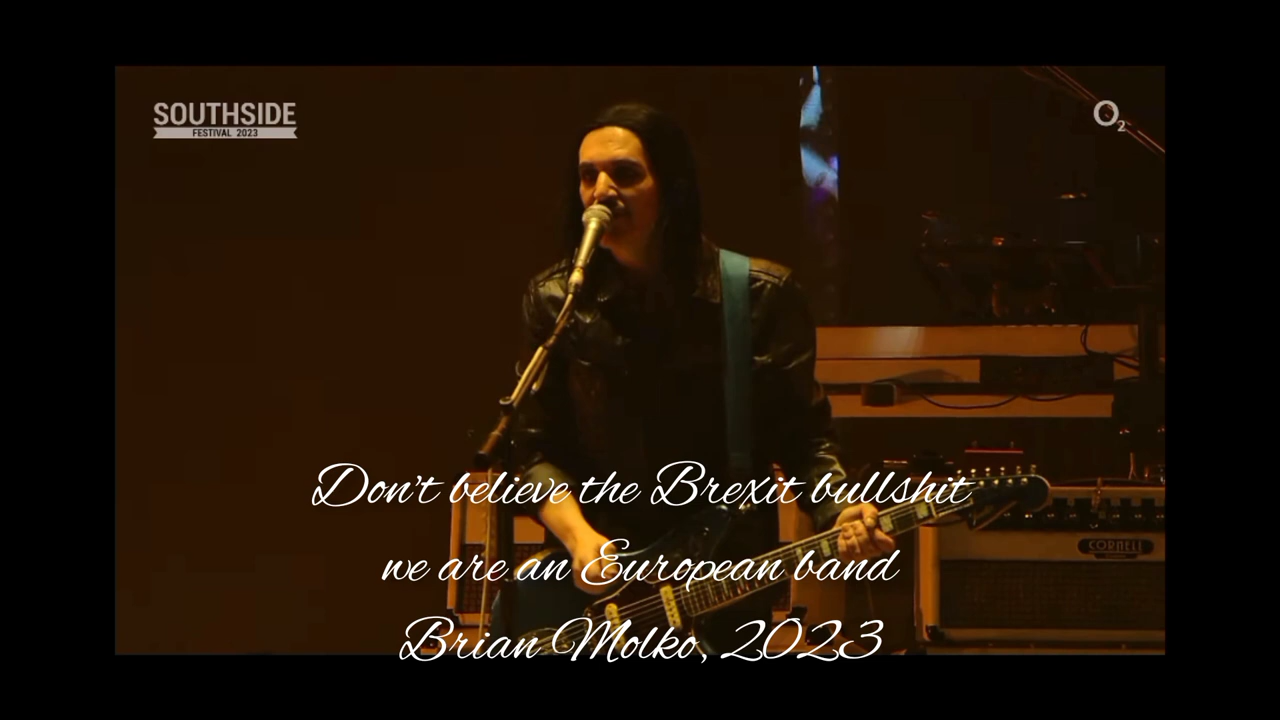 SOUTHSIDE
FESTIVAL 2023
O2
CORNELL
Don't believe the Brexit bullshit
we are an European band
Brian Molko, 2023